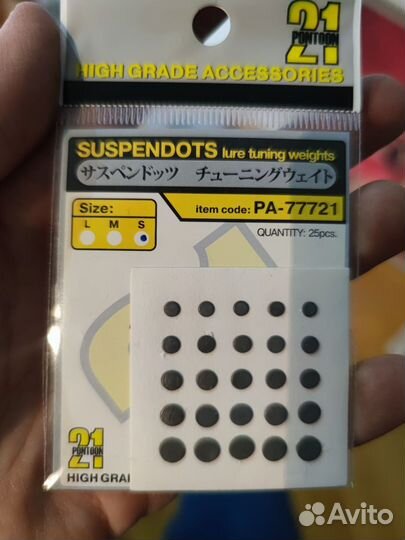 21
PONTOON
HIGH GRADE ACCESSORIES
SUSPENDOTS lure tuning weights
サスペンドッツ チューニングウェイト
Size:
L M S
item code: PA-77721
QUANTITY: 25pcs.
21
PONTOON
HIGH GRAD
Avito